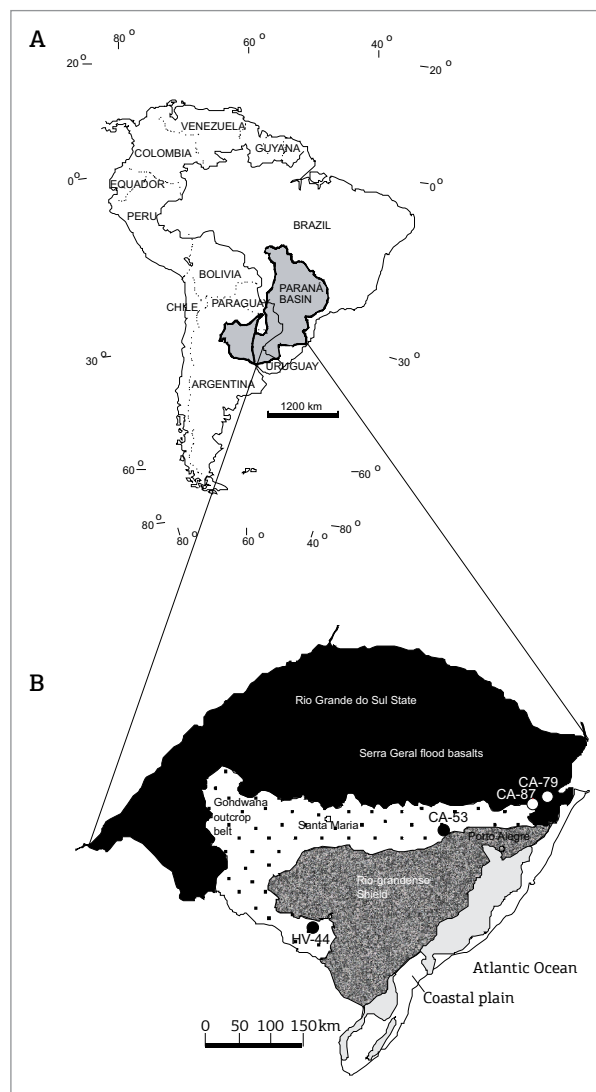 A
80 o
60 o
40 o
20 o
20 o
VENEZUELA
GUYANA
COLOMBIA
0 o
0 o
EQUADOR
PERU
BRAZIL
BOLIVIA
PARANÁ
BASIN
CHILE
PARAGUAY
30 o
30 o
URUGUAY
ARGENTINA
1200 km
60 o
60 o
80 o
80 o
60 o
40 o
80 o
B
Rio Grande do Sul State
Serra Geral flood basalts
CA-79
CA-87
Gondwana
outcrop
belt
Santa Maria
CA-53
Porto Alegre
Rio-grandense
Shield
HV-44
Atlantic Ocean
Coastal plain
0 50 100 150 km